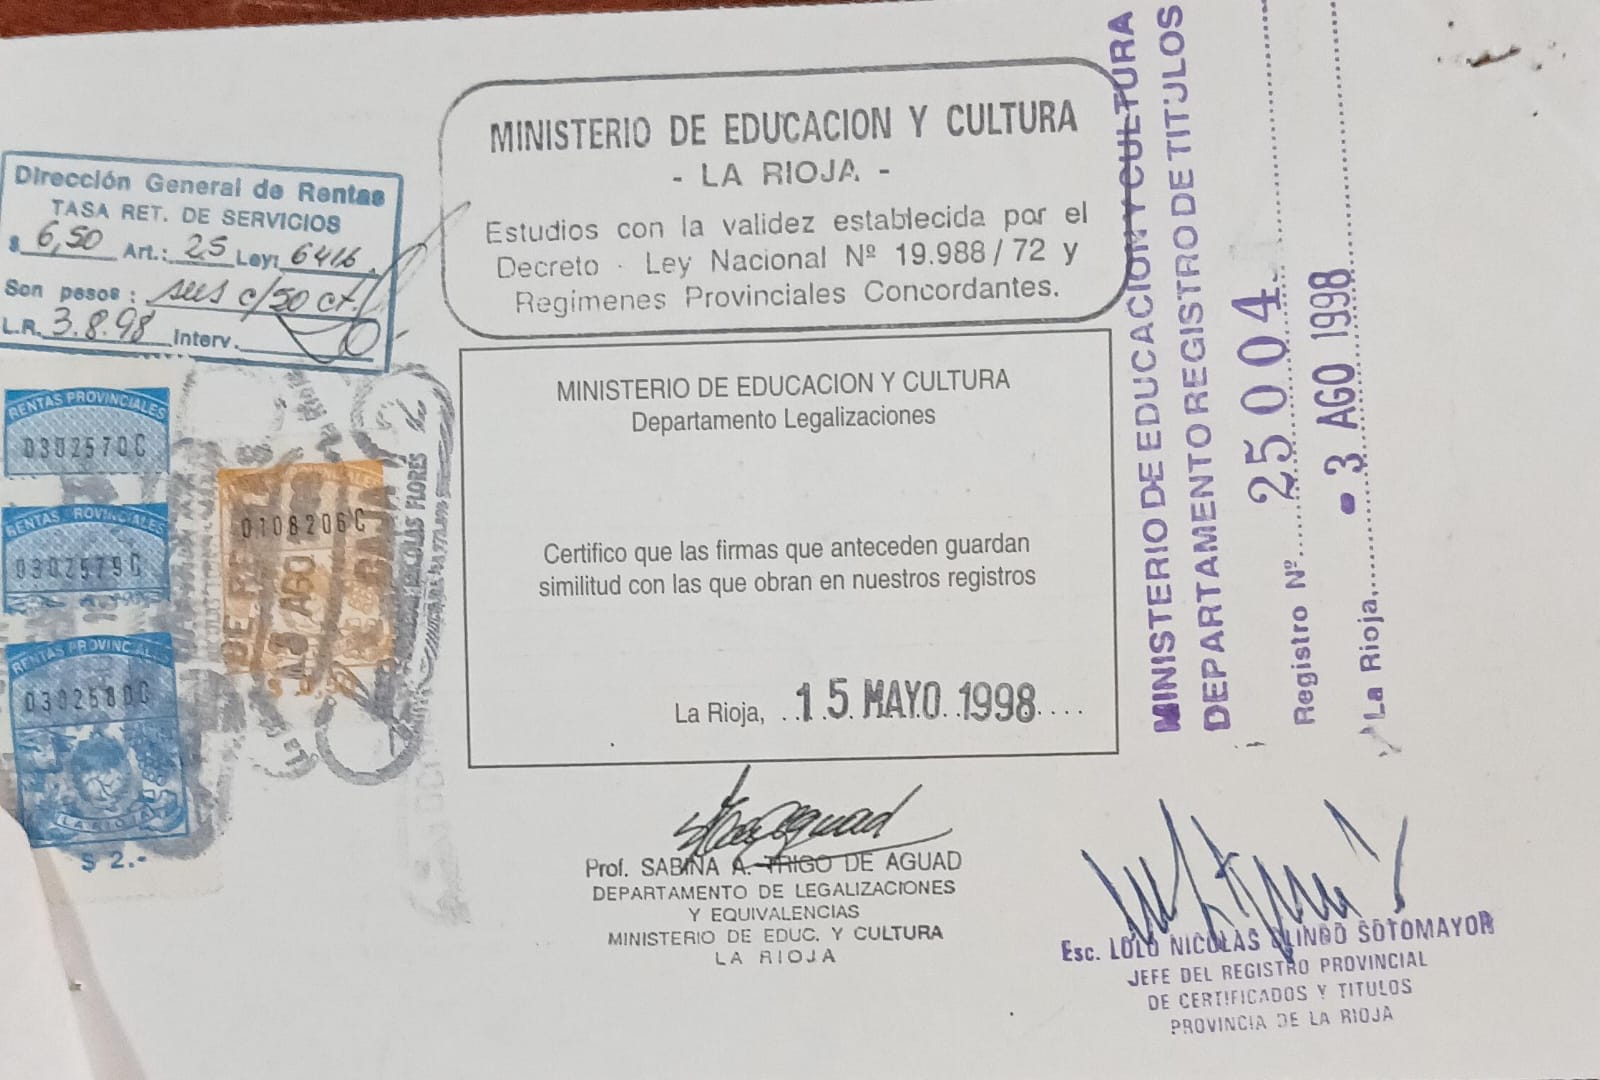 Dirección General de Rentas
TASA RET. DE SERVICIOS
$ 6,50 Art.: 25 Ley: 6416
Son pesos: seis c/50 ct.
L.R. 3.8.98 Interv.
RENTAS PROVINCIALES
0302570C
RENTAS PROVINCIALES
0302579C
RENTAS PROVINCIALES
0302580C
LA RIOJA
$ 2.-
0108206C
AGO
CAJA
FLORES
MINISTERIO DE EDUCACION Y CULTURA
- LA RIOJA -
Estudios con la validez establecida por el
Decreto - Ley Nacional Nº 19.988 / 72 y
Regímenes Provinciales Concordantes.
MINISTERIO DE EDUCACION Y CULTURA
Departamento Legalizaciones
Certifico que las firmas que anteceden guardan
similitud con las que obran en nuestros registros
La Rioja, ..15. MAYO. 1998....
Prof. SABINA A. TRIGO DE AGUAD
DEPARTAMENTO DE LEGALIZACIONES
Y EQUIVALENCIAS
MINISTERIO DE EDUC. Y CULTURA
LA RIOJA
MINISTERIO DE EDUCACION Y CULTURA
DEPARTAMENTO REGISTRO DE TITULOS
Registro Nº 25004
La Rioja, - 3 AGO 1998
Esc. LOLO NICOLAS OLINDO SOTOMAYOR
JEFE DEL REGISTRO PROVINCIAL
DE CERTIFICADOS Y TITULOS
PROVINCIA DE LA RIOJA